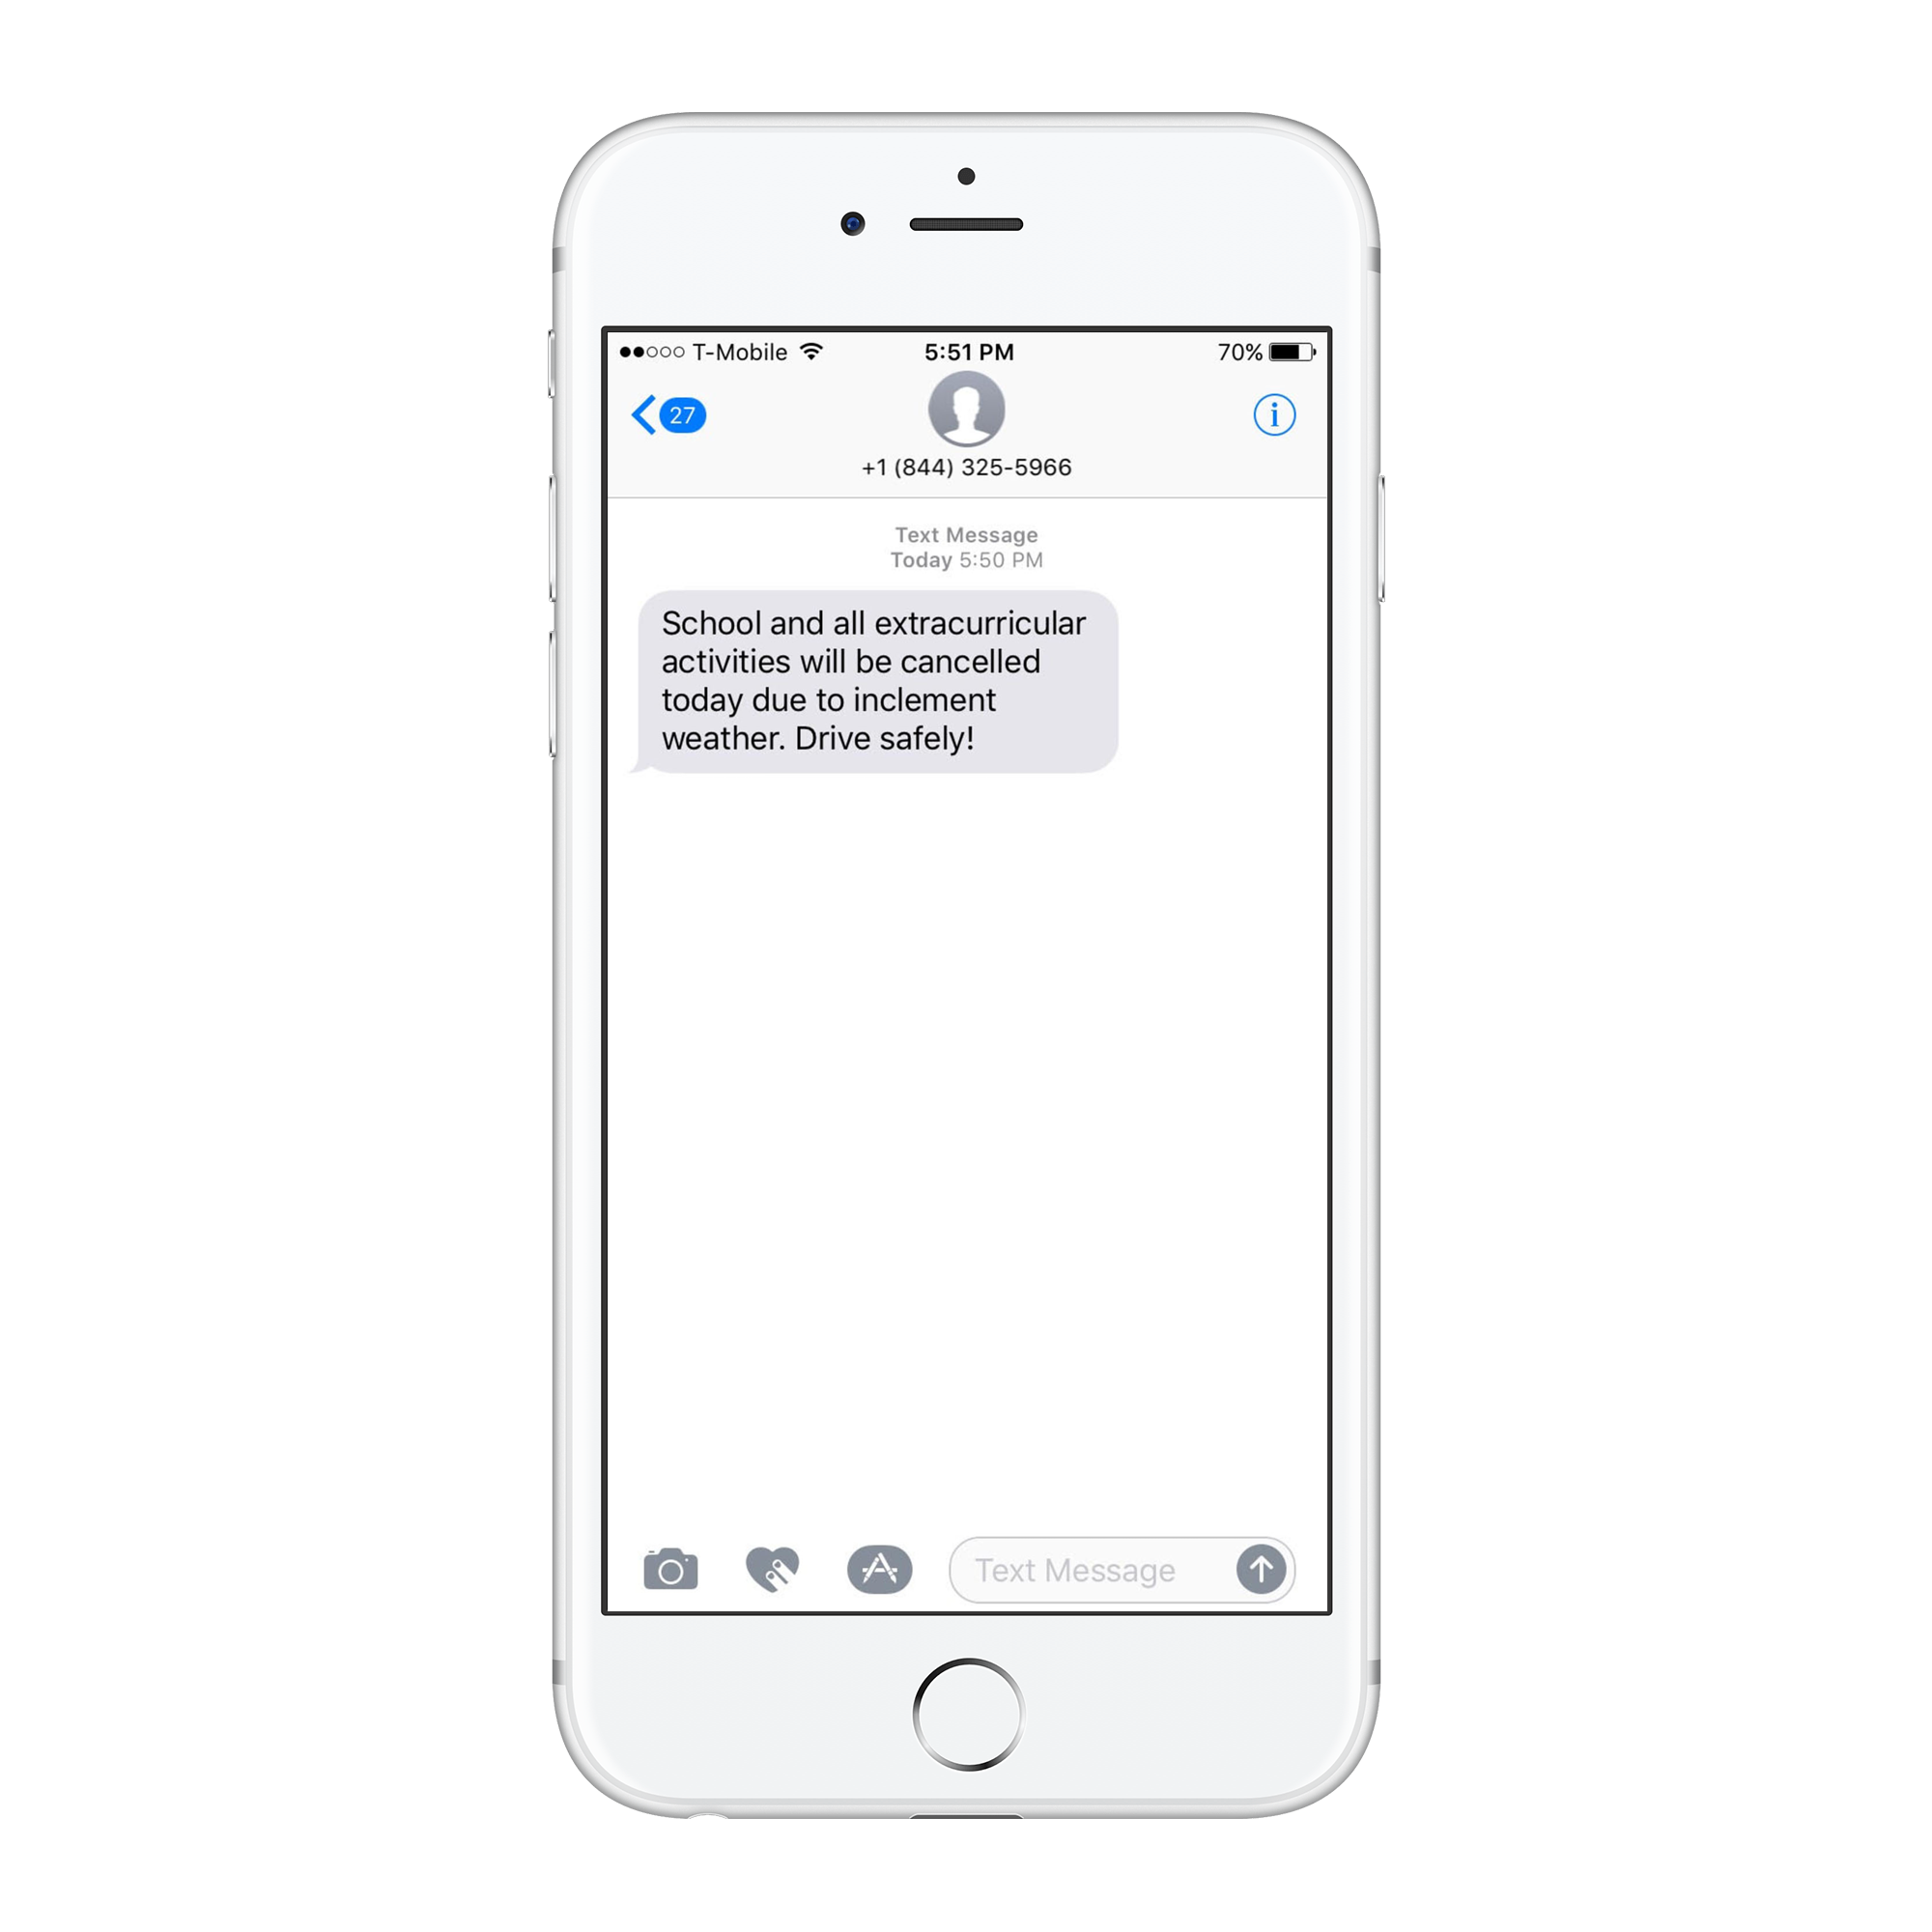 T-Mobile 5:51 PM 70%
27
+1 (844) 325-5966
Text Message
Today 5:50 PM
School and all extracurricular
activities will be cancelled
today due to inclement
weather. Drive safely!
Text Message